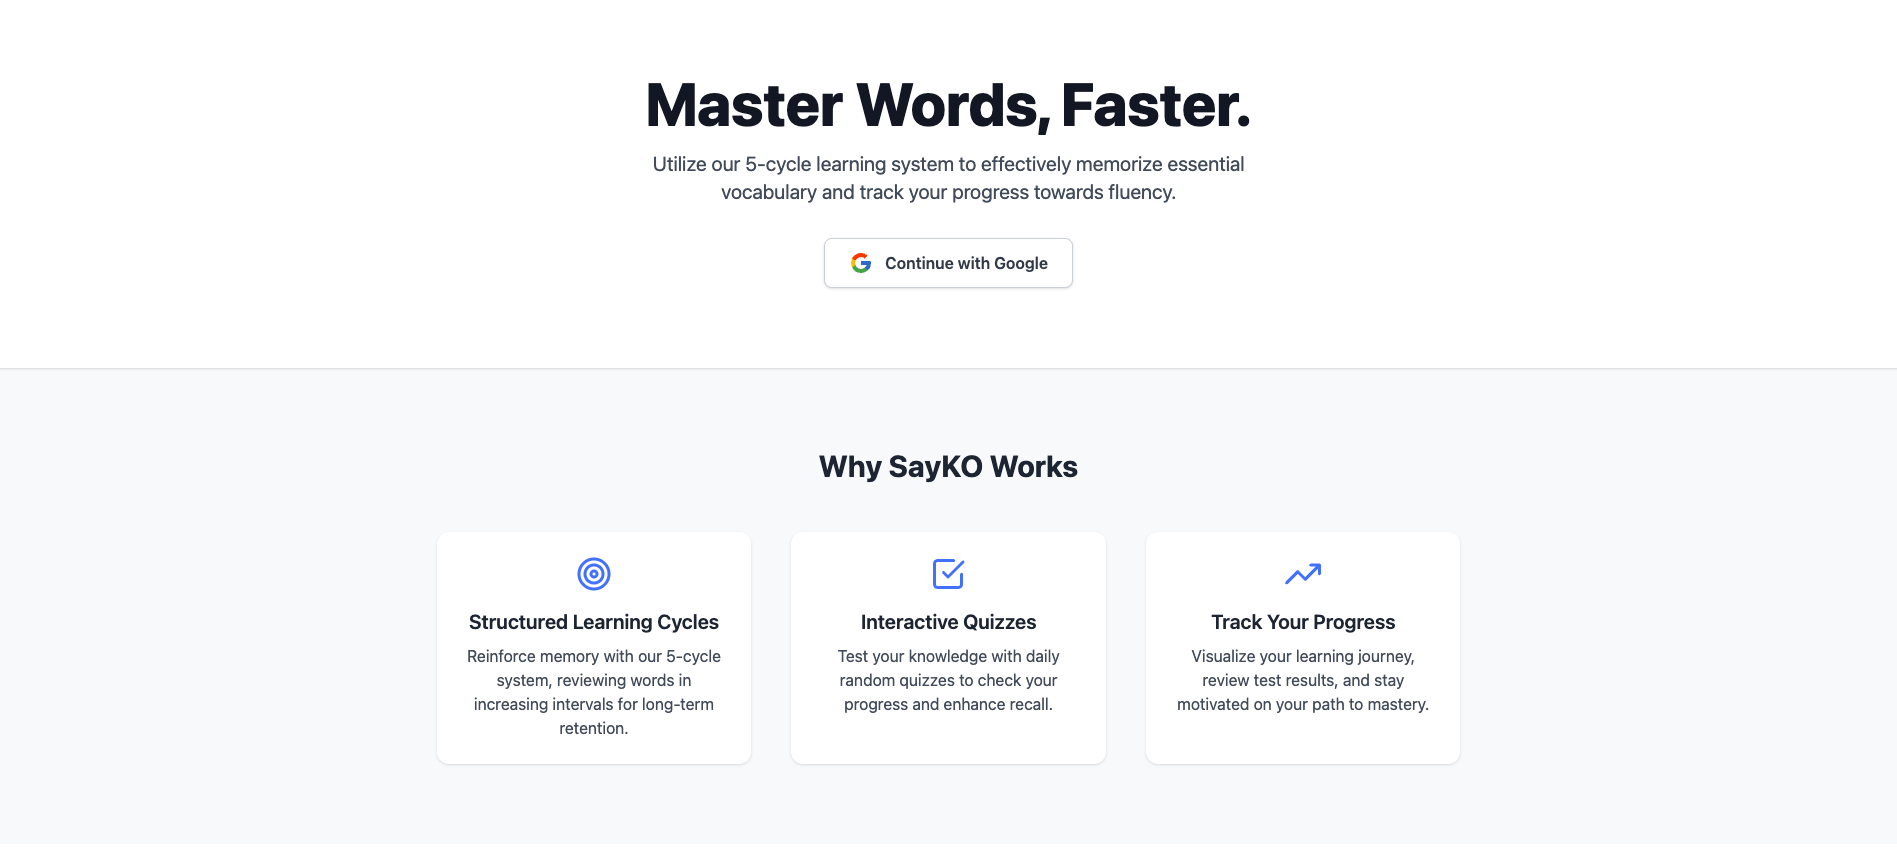 Master Words, Faster.
Utilize our 5-cycle learning system to effectively memorize essential
vocabulary and track your progress towards fluency.
Continue with Google
Why SayKO Works
Structured Learning Cycles
Reinforce memory with our 5-cycle
system, reviewing words in
increasing intervals for long-term
retention.
Interactive Quizzes
Test your knowledge with daily
random quizzes to check your
progress and enhance recall.
Track Your Progress
Visualize your learning journey,
review test results, and stay
motivated on your path to mastery.